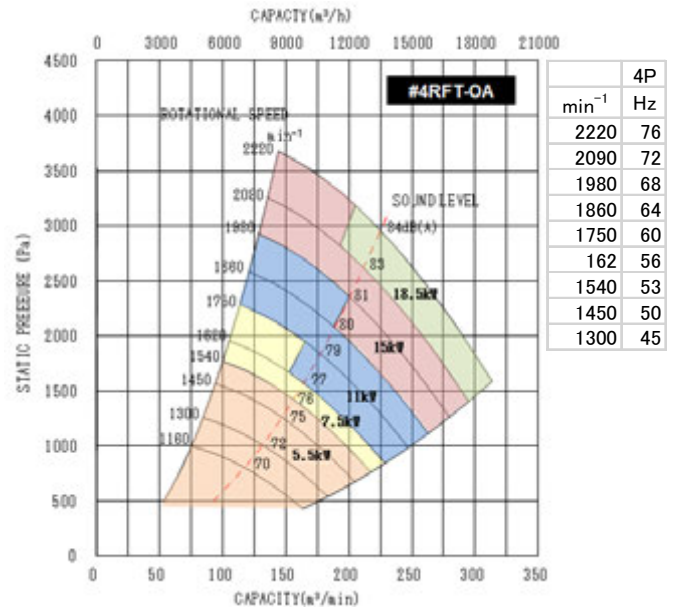 CAPACTY(m³/h)
0 3000 6000 9000 12000 15000 18000 21000
4500
4000
3500
3000
2500
2000
1500
1000
500
0
STATIC PREEEURE (Pa)
#4RFT-OA
ROTATIONAL SPEED
min⁻¹
2220
2080
1980
1860
1750
1620
1540
1450
1300
1160
SOUND LEVEL
84dB(A)
83
81
80
79
77
76
75
72
70
18.5kW
15kW
11kW
7.5kW
5.5kW
0 50 100 150 200 250 300 350
CAPACITY(m³/min)
4P
min⁻¹ Hz
2220 76
2090 72
1980 68
1860 64
1750 60
162 56
1540 53
1450 50
1300 45